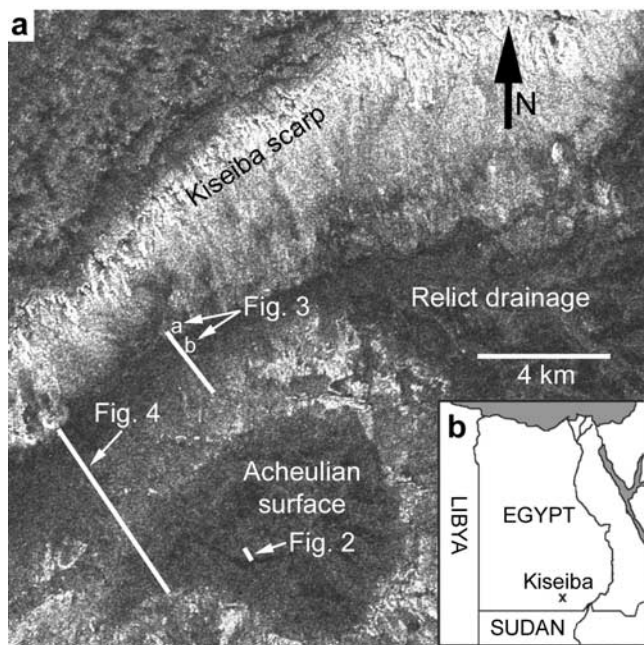 a
N
Kiseiba scarp
a
b
Fig. 3
Relict drainage
4 km
Fig. 4
Acheulian
surface
Fig. 2
b
LIBYA
EGYPT
Kiseiba
x
SUDAN